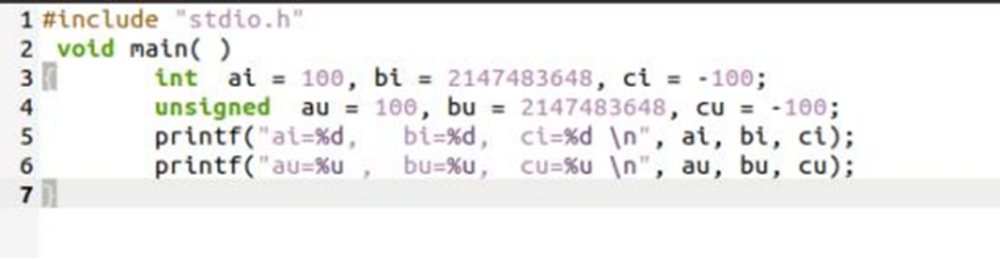 1 #include "stdio.h"
2 void main( )
3 {       int  ai = 100, bi = 2147483648, ci = -100;
4        unsigned  au = 100, bu = 2147483648, cu = -100;
5        printf("ai=%d,   bi=%d,  ci=%d \n", ai, bi, ci);
6        printf("au=%u ,  bu=%u,  cu=%u \n", au, bu, cu);
7 }